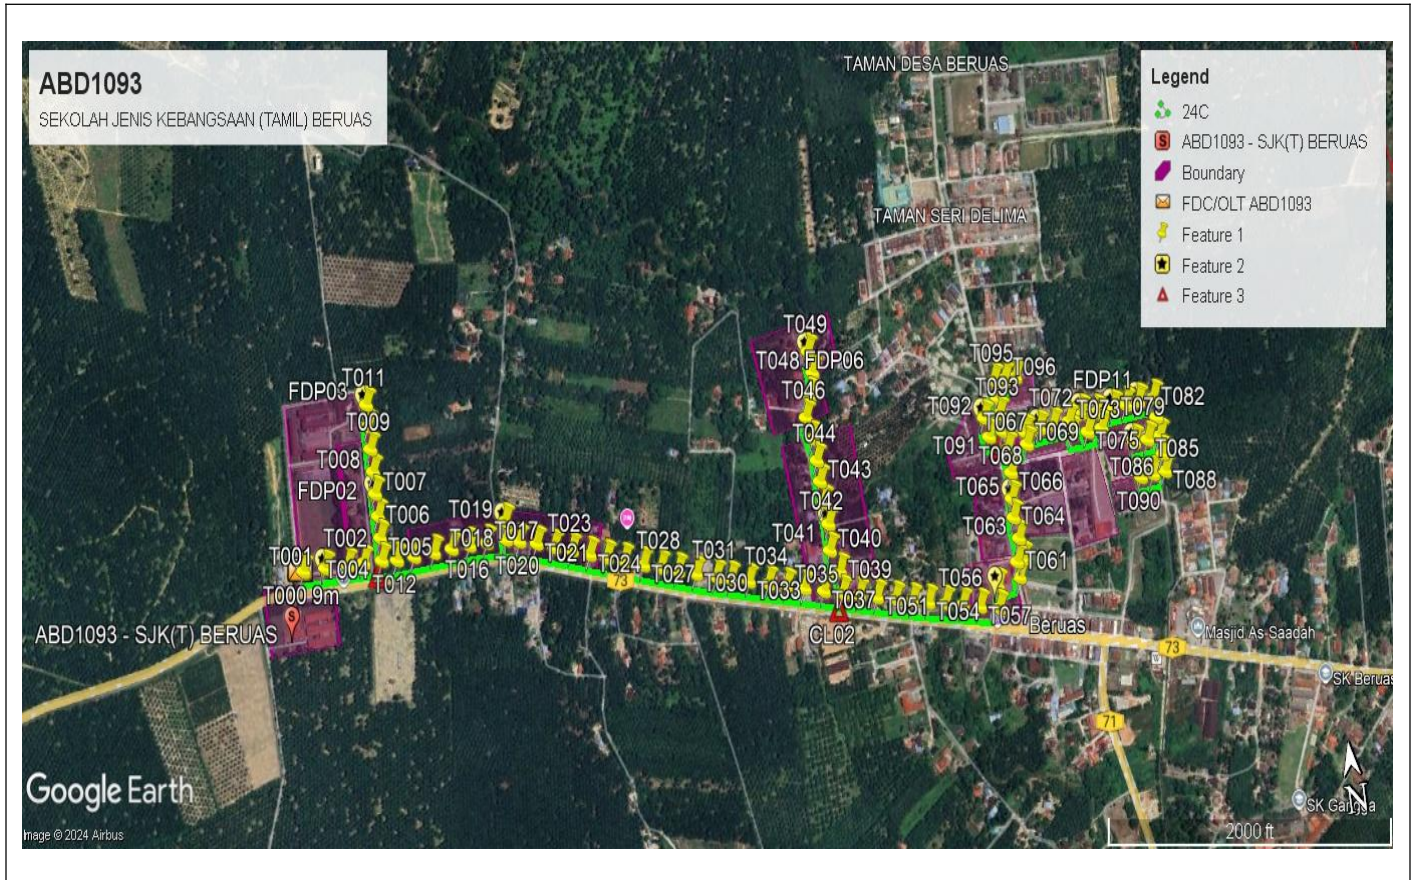 ABD1093
SEKOLAH JENIS KEBANGSAAN (TAMIL) BERUAS
Legend
24C
ABD1093 - SJK(T) BERUAS
Boundary
FDC/OLT ABD1093
Feature 1
Feature 2
Feature 3
TAMAN DESA BERUAS
TAMAN SERI DELIMA
T049
T048 FDP06
T046
T044
T043
T042
T041
T040
T039
T095
T096
T093
T092
T067
T072
FDP11
T082
T073
T079
T069
T075
T091
T068
T085
T086
T088
T090
T066
T065
T064
T063
T061
FDP03
T011
T009
T008
T007
FDP02
T006
T002
T001
T004
T005
T012
T000 9m
T019
T018
T017
T023
T016
T020
T021
T024
T028
T027
T031
T030
T034
T033
T035
T037
T051
T054
T056
T057
73
CL02
ABD1093 - SJK(T) BERUAS
Beruas
Masjid As-Saadah
73
SK Beruas
71
SK Gangga
N
2000 ft
Google Earth
Image © 2024 Airbus